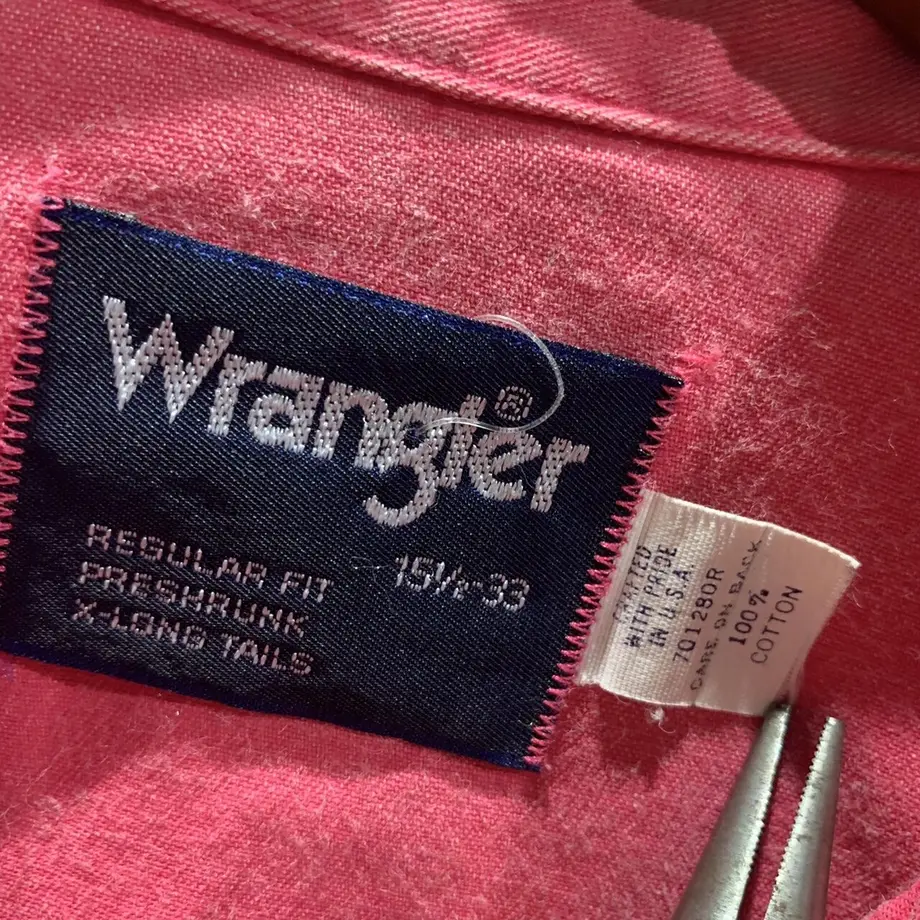 Wrangler®
REGULAR FIT 15½-33
PRESHRUNK
X-LONG TAILS
CRAFTED
WITH PRIDE
IN U.S.A.
701280R
CARE ON BACK
100%
COTTON